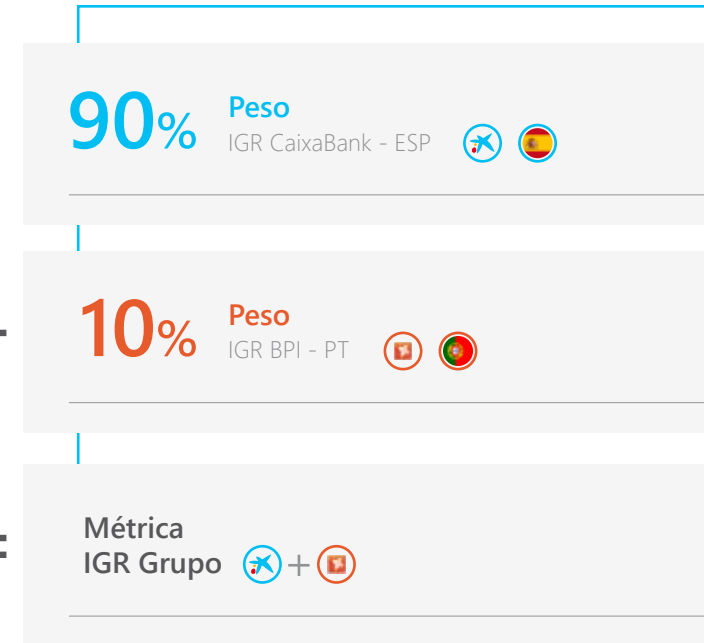 90%
Peso
IGR CaixaBank - ESP
10%
Peso
IGR BPI - PT
Métrica
IGR Grupo
+